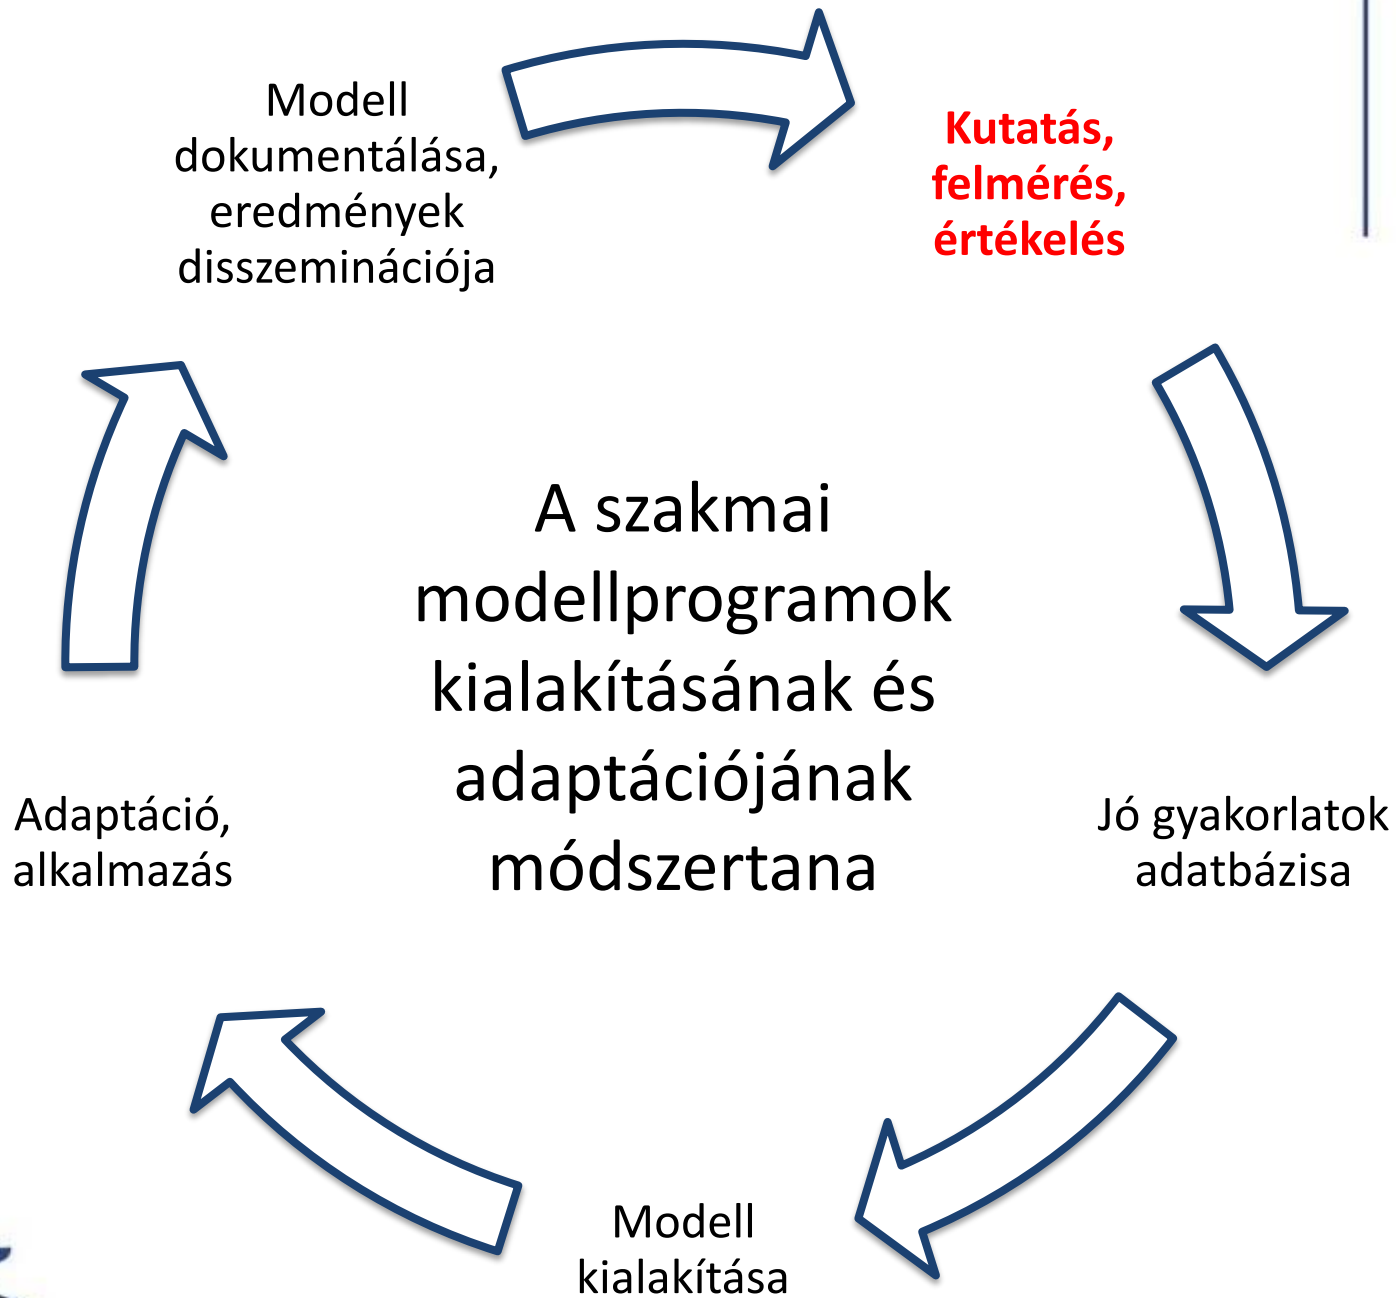 Modell
dokumentálása,
eredmények
disszeminációja
Kutatás,
felmérés,
értékelés
A szakmai
modellprogramok
kialakításának és
adaptációjának
módszertana
Adaptáció,
alkalmazás
Jó gyakorlatok
adatbázisa
Modell
kialakítása